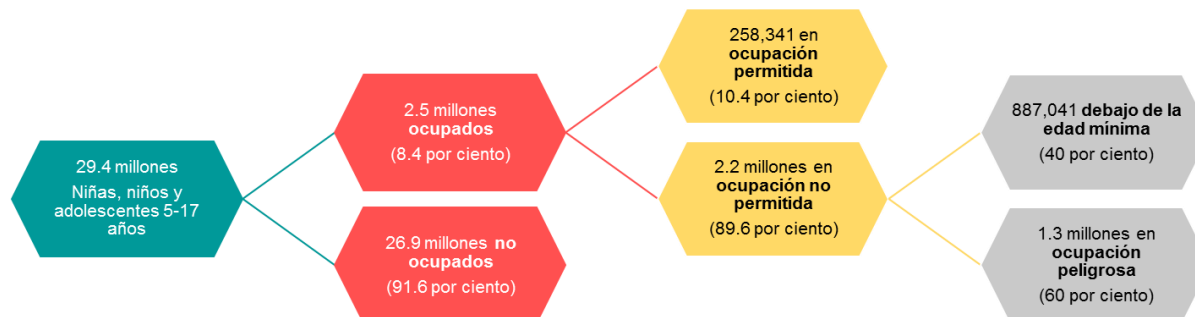 29.4 millones
Niñas, niños y
adolescentes 5-17
años
2.5 millones
ocupados
(8.4 por ciento)
26.9 millones no
ocupados
(91.6 por ciento)
258,341 en
ocupación
permitida
(10.4 por ciento)
2.2 millones en
ocupación no
permitida
(89.6 por ciento)
887,041 debajo de la
edad mínima
(40 por ciento)
1.3 millones en
ocupación
peligrosa
(60 por ciento)